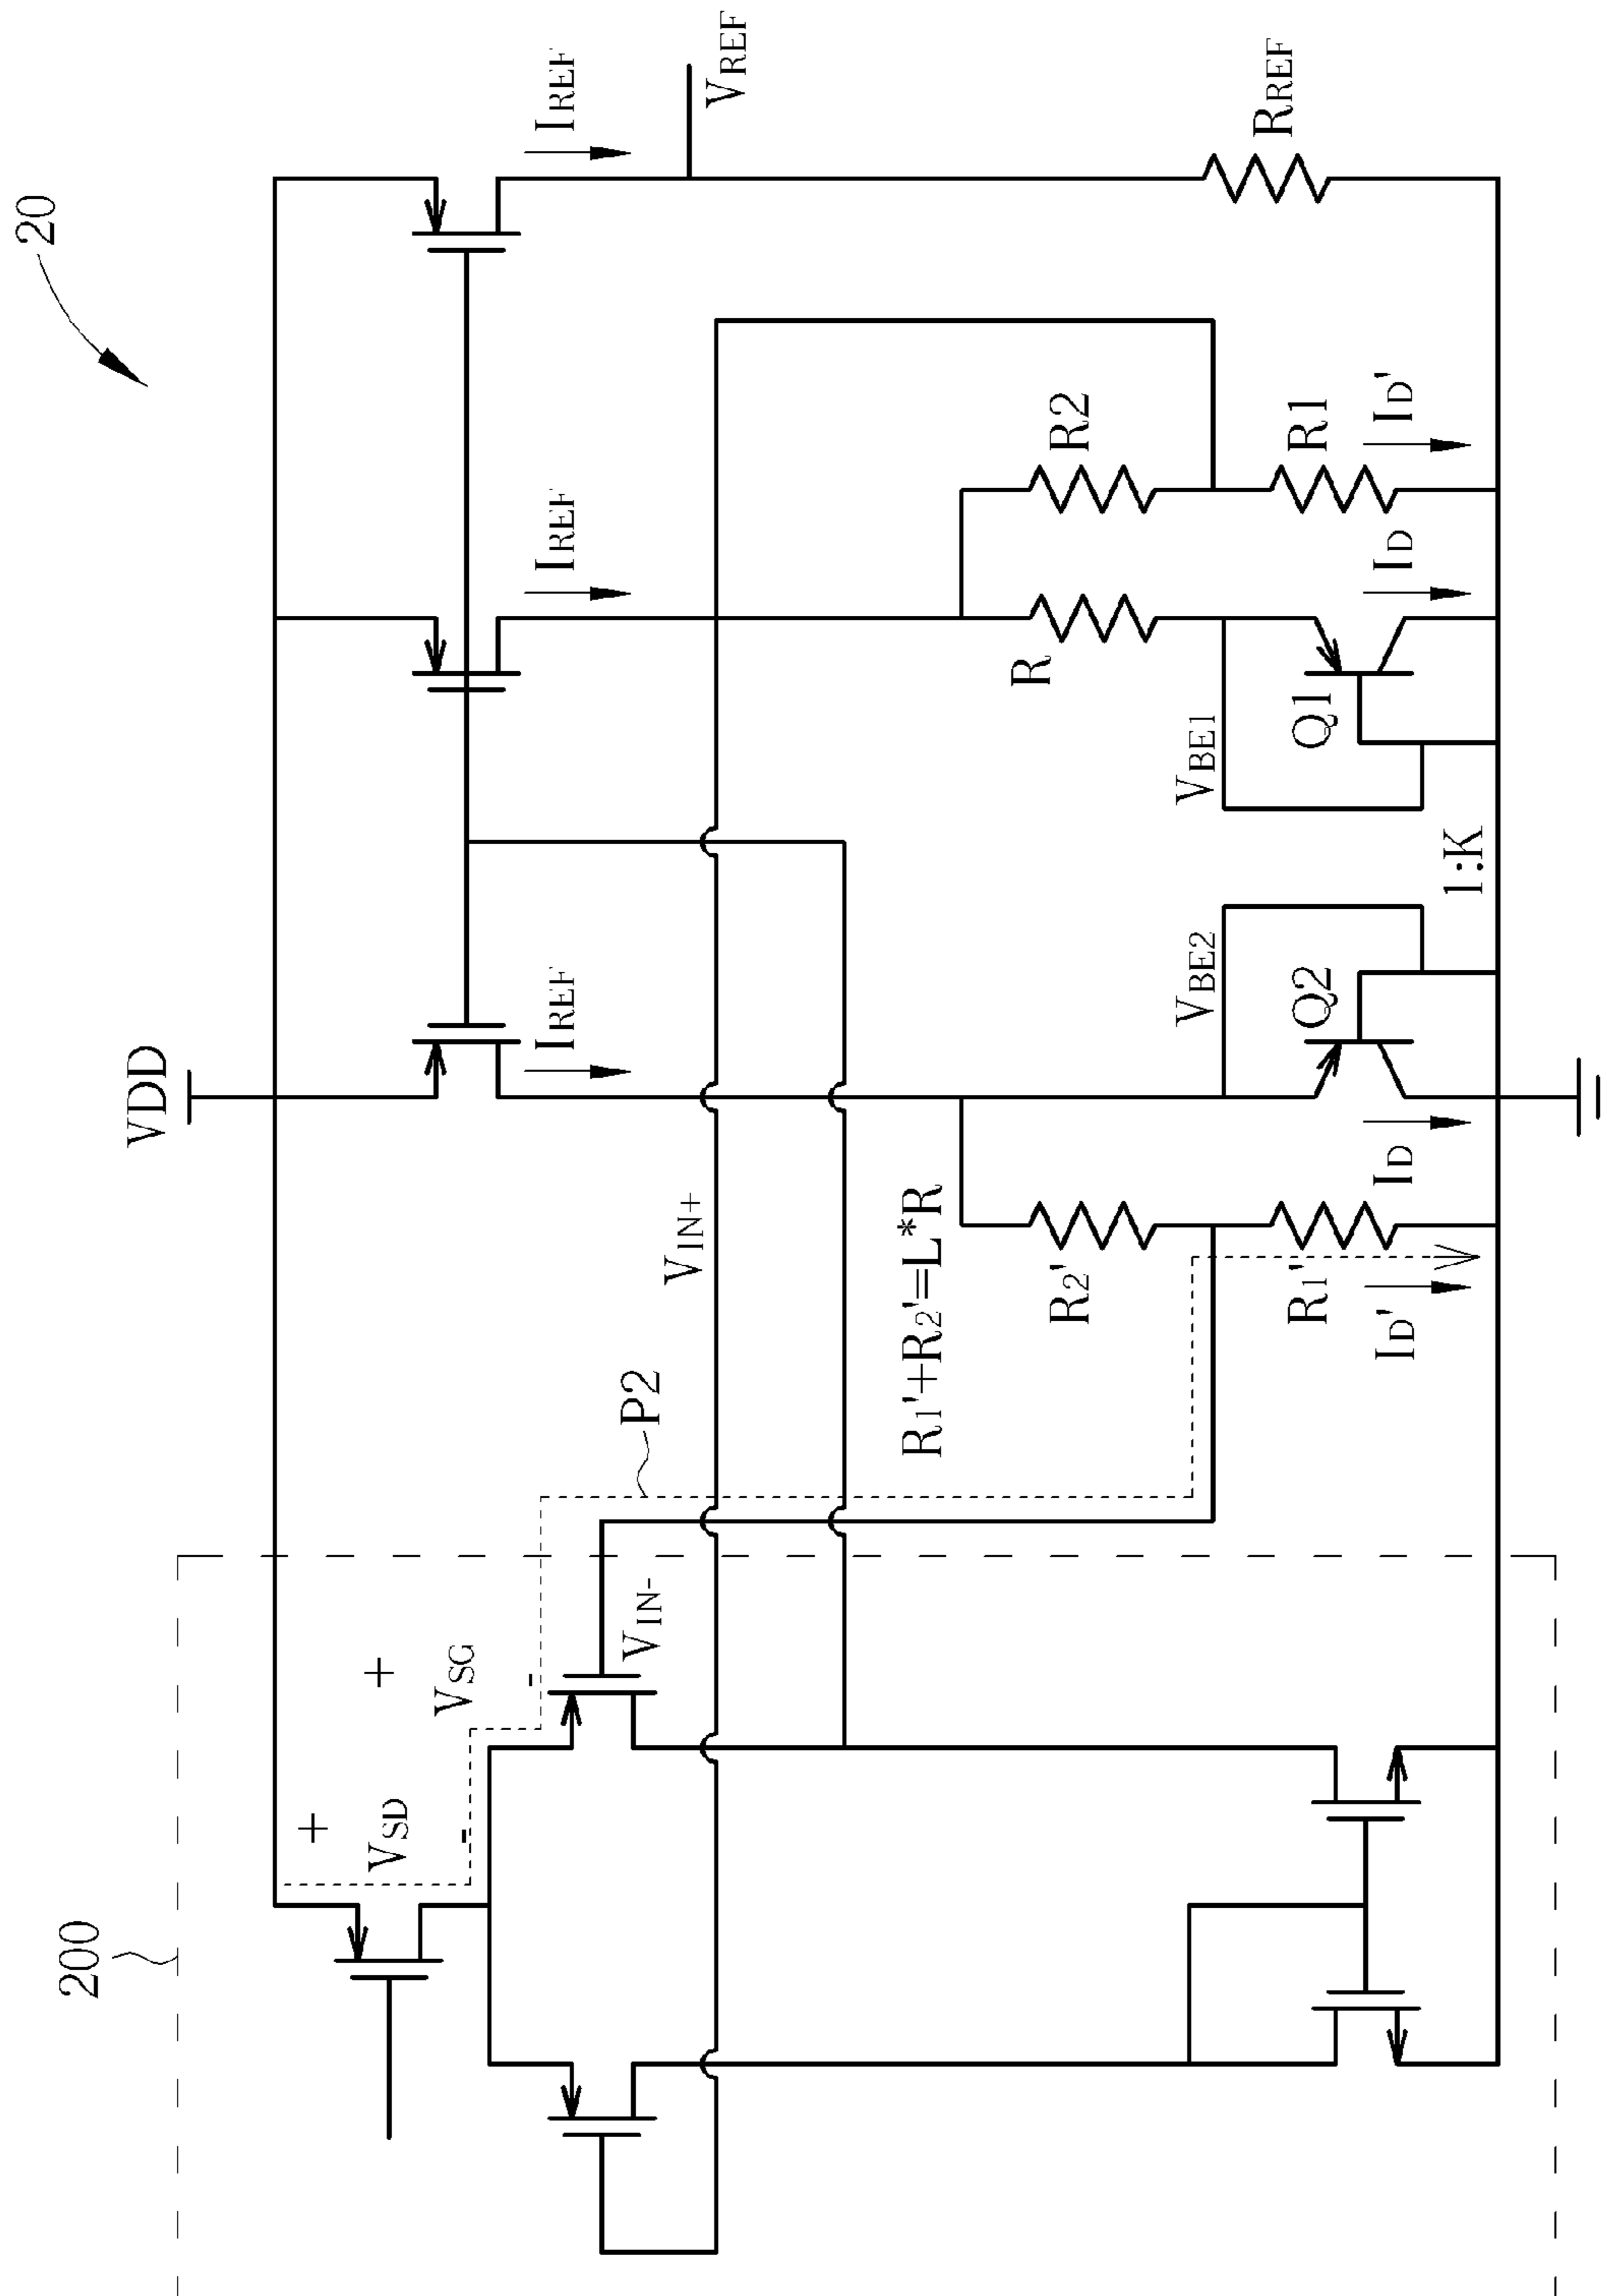 20
VDD
IREF
IREF
IREF
VREF
200
+
VSD
-
+
VSG
-
VIN-
P2
VIN+
R1'+R2'=L*R
R2'
R1'
ID'
ID
VBE2
Q2
1:K
VBE1
Q1
R
ID
R2
R1
ID'
RREF